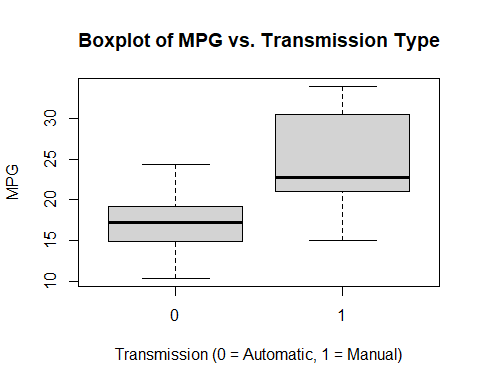 Boxplot of MPG vs. Transmission Type
MPG
30
25
20
15
10
0
1
Transmission (0 = Automatic, 1 = Manual)